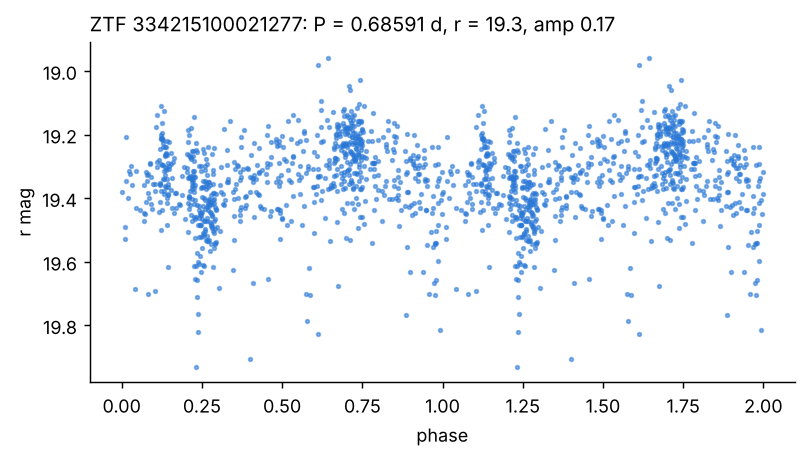 ZTF 334215100021277: P = 0.68591 d, r = 19.3, amp 0.17
19.0
19.2
19.4
19.6
19.8
r mag
0.00 0.25 0.50 0.75 1.00 1.25 1.50 1.75 2.00
phase